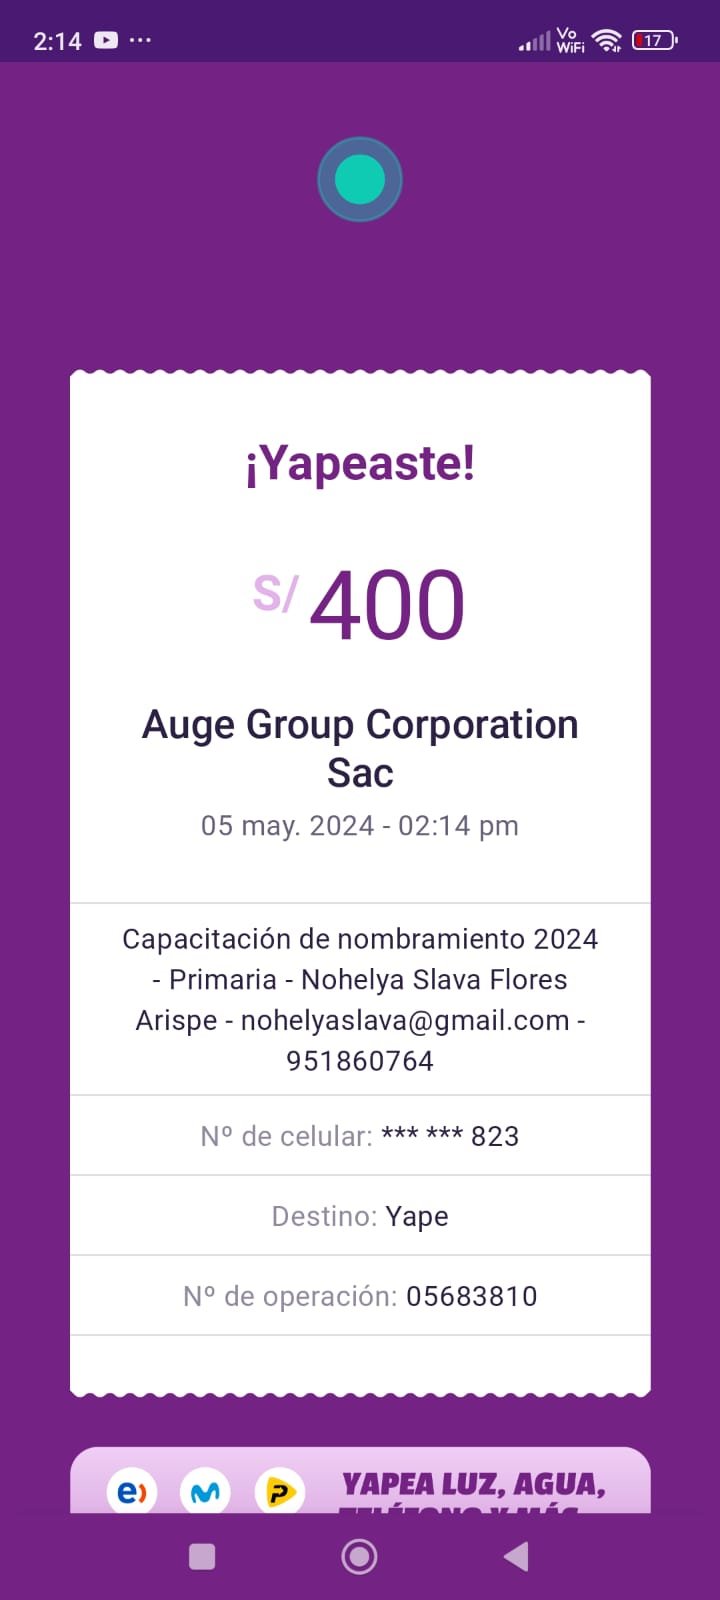 2:14
Vo
WiFi
17
¡Yapeaste!
S/ 400
Auge Group Corporation
Sac
05 may. 2024 - 02:14 pm
Capacitación de nombramiento 2024
- Primaria - Nohelya Slava Flores
Arispe - nohelyaslava@gmail.com -
951860764
Nº de celular: *** *** 823
Destino: Yape
Nº de operación: 05683810
YAPEA LUZ, AGUA,
TELÉFONO Y MÁS